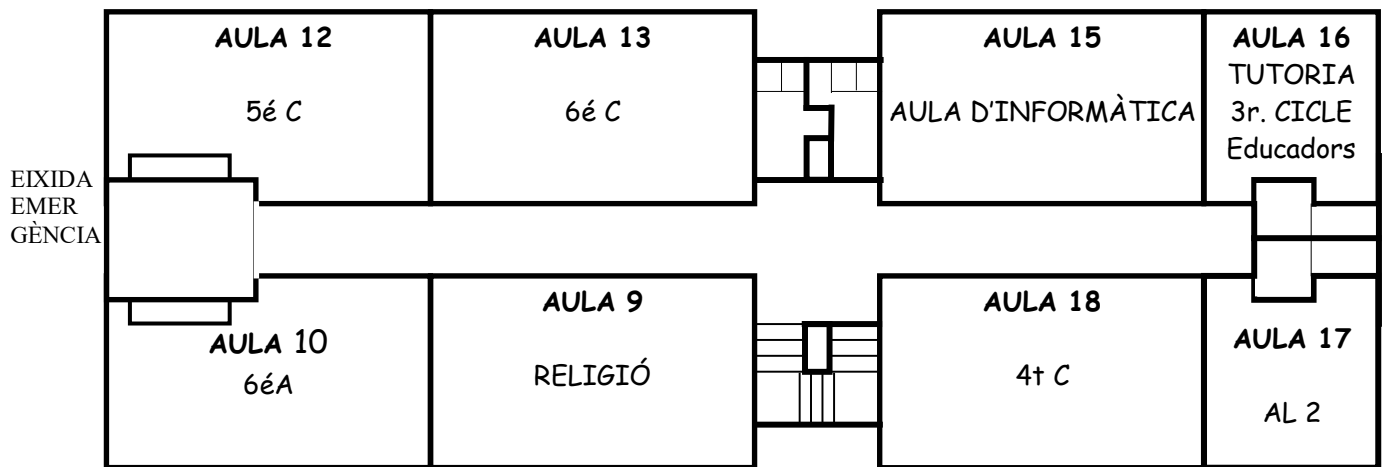 AULA 12
5é C
AULA 13
6é C
AULA 15
AULA D'INFORMÀTICA
AULA 16
TUTORIA
3r. CICLE
Educadors
EIXIDA
EMER
GÈNCIA
AULA 10
6éA
AULA 9
RELIGIÓ
AULA 18
4t C
AULA 17
AL 2